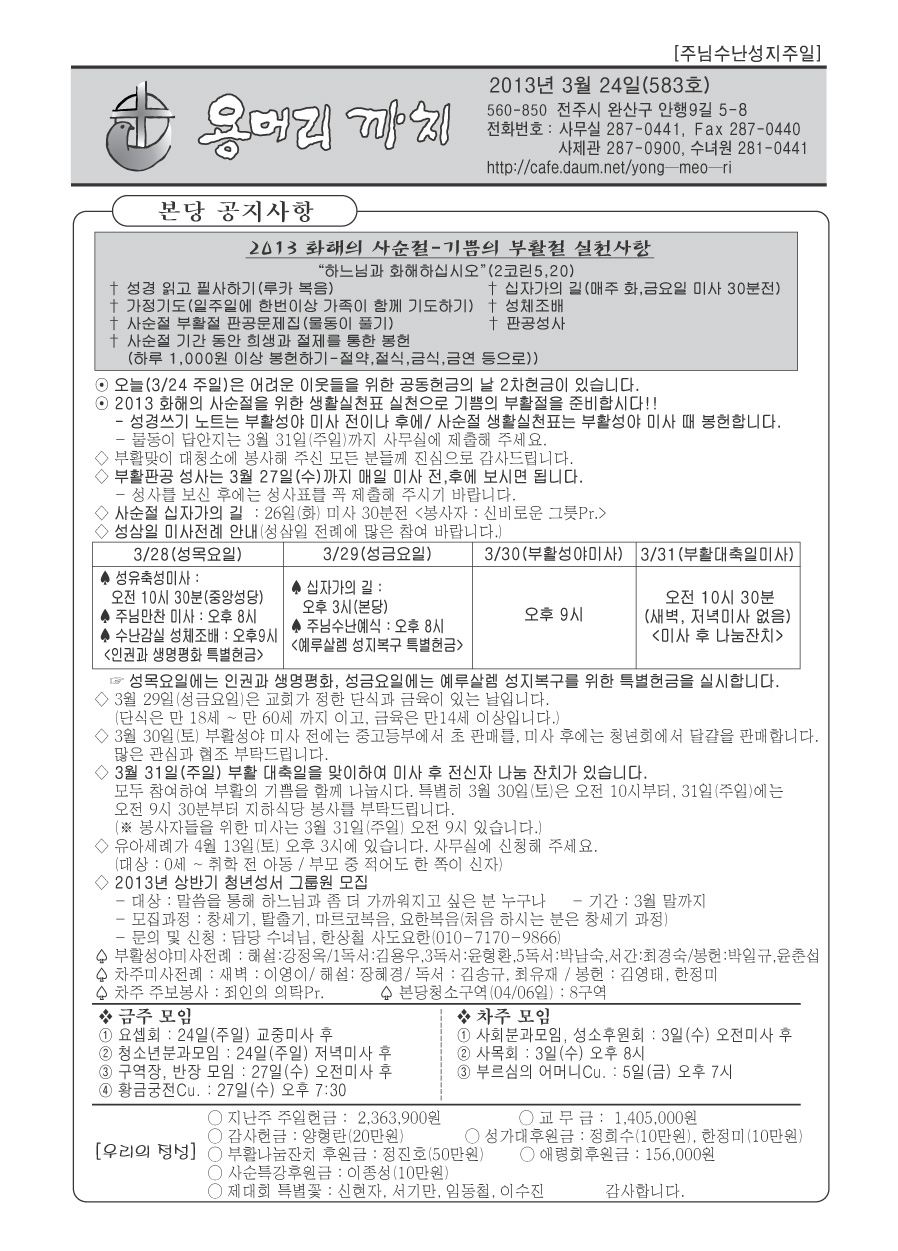 [주님수난성지주일]
용머리 까치
2013년 3월 24일(583호)
560-850 전주시 완산구 안행9길 5-8
전화번호 : 사무실 287-0441, Fax 287-0440
사제관 287-0900, 수녀원 281-0441
http://cafe.daum.net/yong—meo—ri
본당 공지사항
2013 화해의 사순절-기쁨의 부활절 실천사항
“하느님과 화해하십시오”(2코린5,20)
† 성경 읽고 필사하기(루카 복음) † 십자가의 길(매주 화,금요일 미사 30분전)
† 가정기도(일주일에 한번이상 가족이 함께 기도하기) † 성체조배
† 사순절 부활절 판공문제집(물동이 풀기) † 판공성사
† 사순절 기간 동안 희생과 절제를 통한 봉헌
(하루 1,000원 이상 봉헌하기-절약,절식,금식,금연 등으로))
⊙ 오늘(3/24 주일)은 어려운 이웃들을 위한 공동헌금의 날 2차헌금이 있습니다.
⊙ 2013 화해의 사순절을 위한 생활실천표 실천으로 기쁨의 부활절을 준비합시다!!
- 성경쓰기 노트는 부활성야 미사 전이나 후에/ 사순절 생활실천표는 부활성야 미사 때 봉헌합니다.
- 물동이 답안지는 3월 31일(주일)까지 사무실에 제출해 주세요.
◇ 부활맞이 대청소에 봉사해 주신 모든 분들께 진심으로 감사드립니다.
◇ 부활판공 성사는 3월 27일(수)까지 매일 미사 전,후에 보시면 됩니다.
- 성사를 보신 후에는 성사표를 꼭 제출해 주시기 바랍니다.
◇ 사순절 십자가의 길 : 26일(화) 미사 30분전 <봉사자 : 신비로운 그릇Pr.>
◇ 성삼일 미사전례 안내(성삼일 전례에 많은 참여 바랍니다.)
3/28(성목요일) 3/29(성금요일) 3/30(부활성야미사) 3/31(부활대축일미사)
♠ 성유축성미사 :
오전 10시 30분(중앙성당)
♠ 주님만찬 미사 : 오후 8시
♠ 수난감실 성체조배 : 오후9시
<인권과 생명평화 특별헌금>
♠ 십자가의 길 :
오후 3시(본당)
♠ 주님수난예식 : 오후 8시
<예루살렘 성지복구 특별헌금>
오후 9시
오전 10시 30분
(새벽, 저녁미사 없음)
<미사 후 나눔잔치>
☞ 성목요일에는 인권과 생명평화, 성금요일에는 예루살렘 성지복구를 위한 특별헌금을 실시합니다.
◇ 3월 29일(성금요일)은 교회가 정한 단식과 금육이 있는 날입니다.
(단식은 만 18세 ~ 만 60세 까지 이고, 금육은 만14세 이상입니다.)
◇ 3월 30일(토) 부활성야 미사 전에는 중고등부에서 초 판매를, 미사 후에는 청년회에서 달걀을 판매합니다.
많은 관심과 협조 부탁드립니다.
◇ 3월 31일(주일) 부활 대축일을 맞이하여 미사 후 전신자 나눔 잔치가 있습니다.
모두 참여하여 부활의 기쁨을 함께 나눕시다. 특별히 3월 30일(토)은 오전 10시부터, 31일(주일)에는
오전 9시 30분부터 지하식당 봉사를 부탁드립니다.
(※ 봉사자들을 위한 미사는 3월 31일(주일) 오전 9시 있습니다.)
◇ 유아세례가 4월 13일(토) 오후 3시에 있습니다. 사무실에 신청해 주세요.
(대상 : 0세 ~ 취학 전 아동 / 부모 중 적어도 한 쪽이 신자)
◇ 2013년 상반기 청년성서 그룹원 모집
- 대상 : 말씀을 통해 하느님과 좀 더 가까워지고 싶은 분 누구나 - 기간 : 3월 말까지
- 모집과정 : 창세기, 탈출기, 마르코복음, 요한복음(처음 하시는 분은 창세기 과정)
- 문의 및 신청 : 담당 수녀님, 한상철 사도요한(010-7170-9866)
♤ 부활성야미사전례 : 해설:강정옥/1독서:김용우,3독서:윤형환,5독서:박남숙,서간:최경숙/봉헌:박일규,윤춘섭
♤ 차주미사전례 : 새벽 : 이영이/ 해설: 장혜경/ 독서 : 김송규, 최유재 / 봉헌 : 김영태, 한정미
♤ 차주 주보봉사 : 죄인의 의탁Pr. ♤ 본당청소구역(04/06일) : 8구역
❖ 금주 모임
① 요셉회 : 24일(주일) 교중미사 후
② 청소년분과모임 : 24일(주일) 저녁미사 후
③ 구역장, 반장 모임 : 27일(수) 오전미사 후
④ 황금궁전Cu. : 27일(수) 오후 7:30
❖ 차주 모임
① 사회분과모임, 성소후원회 : 3일(수) 오전미사 후
② 사목회 : 3일(수) 오후 8시
③ 부르심의 어머니Cu. : 5일(금) 오후 7시
[우리의 정성]
○ 지난주 주일헌금 : 2,363,900원 ○ 교 무 금 : 1,405,000원
○ 감사헌금 : 양형란(20만원) ○ 성가대후원금 : 정희수(10만원), 한정미(10만원)
○ 부활나눔잔치 후원금 : 정진호(50만원) ○ 애령회후원금 : 156,000원
○ 사순특강후원금 : 이종성(10만원)
○ 제대회 특별꽃 : 신현자, 서기만, 임동철, 이수진 감사합니다.